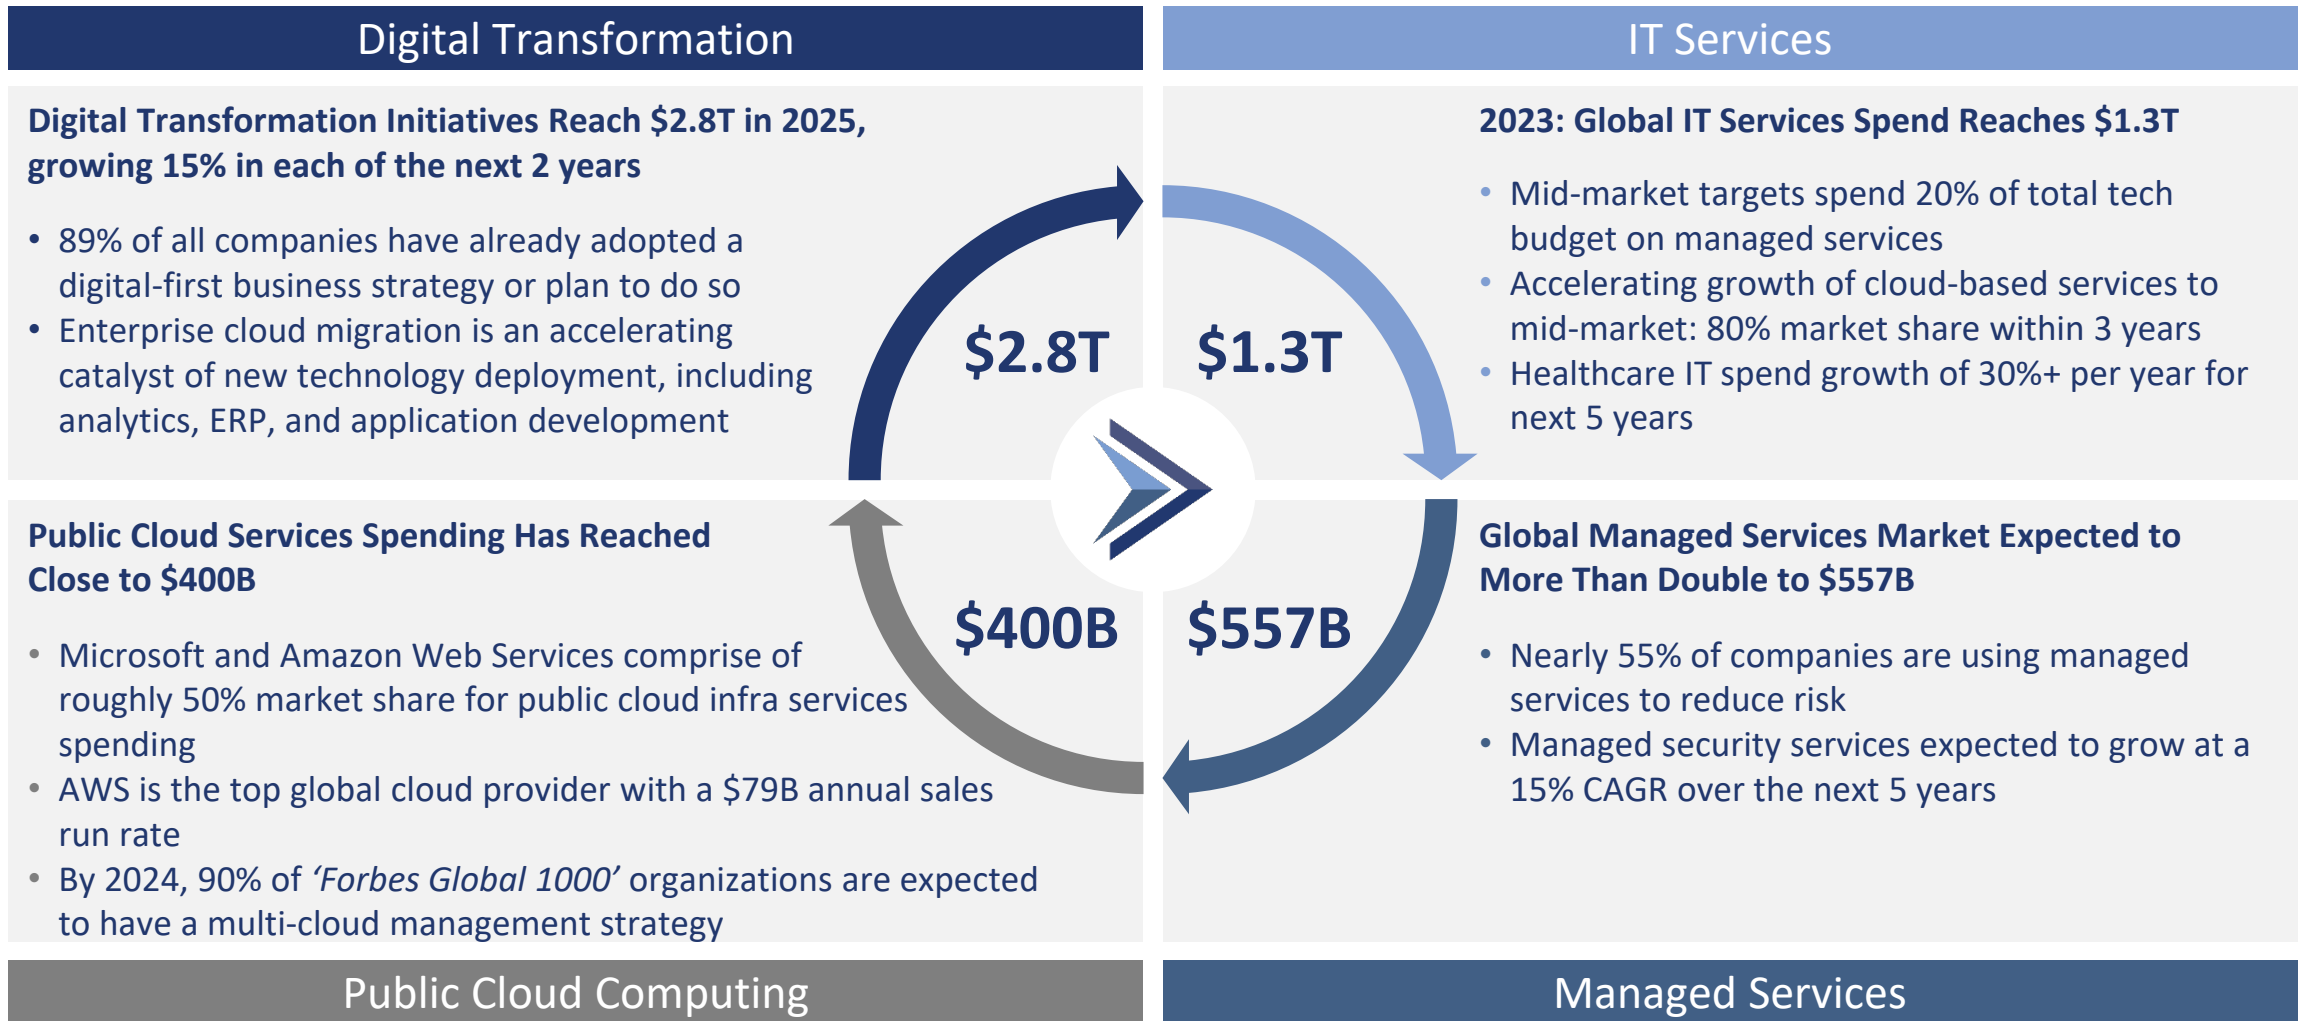 Digital Transformation
Digital Transformation Initiatives Reach $2.8T in 2025,
growing 15% in each of the next 2 years
• 89% of all companies have already adopted a
digital-first business strategy or plan to do so
• Enterprise cloud migration is an accelerating
catalyst of new technology deployment, including
analytics, ERP, and application development
$2.8T
IT Services
2023: Global IT Services Spend Reaches $1.3T
• Mid-market targets spend 20% of total tech
budget on managed services
• Accelerating growth of cloud-based services to
mid-market: 80% market share within 3 years
• Healthcare IT spend growth of 30%+ per year for
next 5 years
$1.3T
Public Cloud Services Spending Has Reached
Close to $400B
• Microsoft and Amazon Web Services comprise of
roughly 50% market share for public cloud infra services
spending
• AWS is the top global cloud provider with a $79B annual sales
run rate
• By 2024, 90% of ‘Forbes Global 1000’ organizations are expected
to have a multi-cloud management strategy
$400B
Public Cloud Computing
Global Managed Services Market Expected to
More Than Double to $557B
• Nearly 55% of companies are using managed
services to reduce risk
• Managed security services expected to grow at a
15% CAGR over the next 5 years
$557B
Managed Services